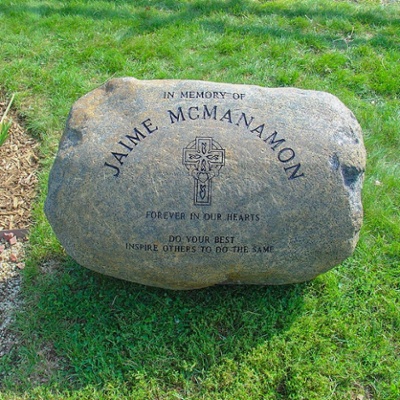 IN MEMORY OF
JAIME MCMANAMON
FOREVER IN OUR HEARTS
DO YOUR BEST
INSPIRE OTHERS TO DO THE SAME